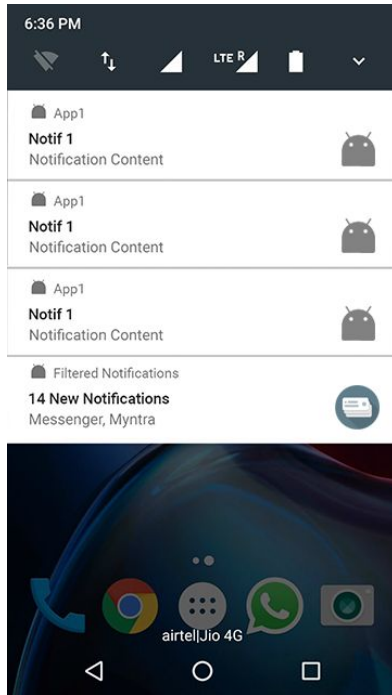 6:36 PM
LTE R
App1
Notif 1
Notification Content
App1
Notif 1
Notification Content
App1
Notif 1
Notification Content
Filtered Notifications
14 New Notifications
Messenger, Myntra
airtel|Jio 4G